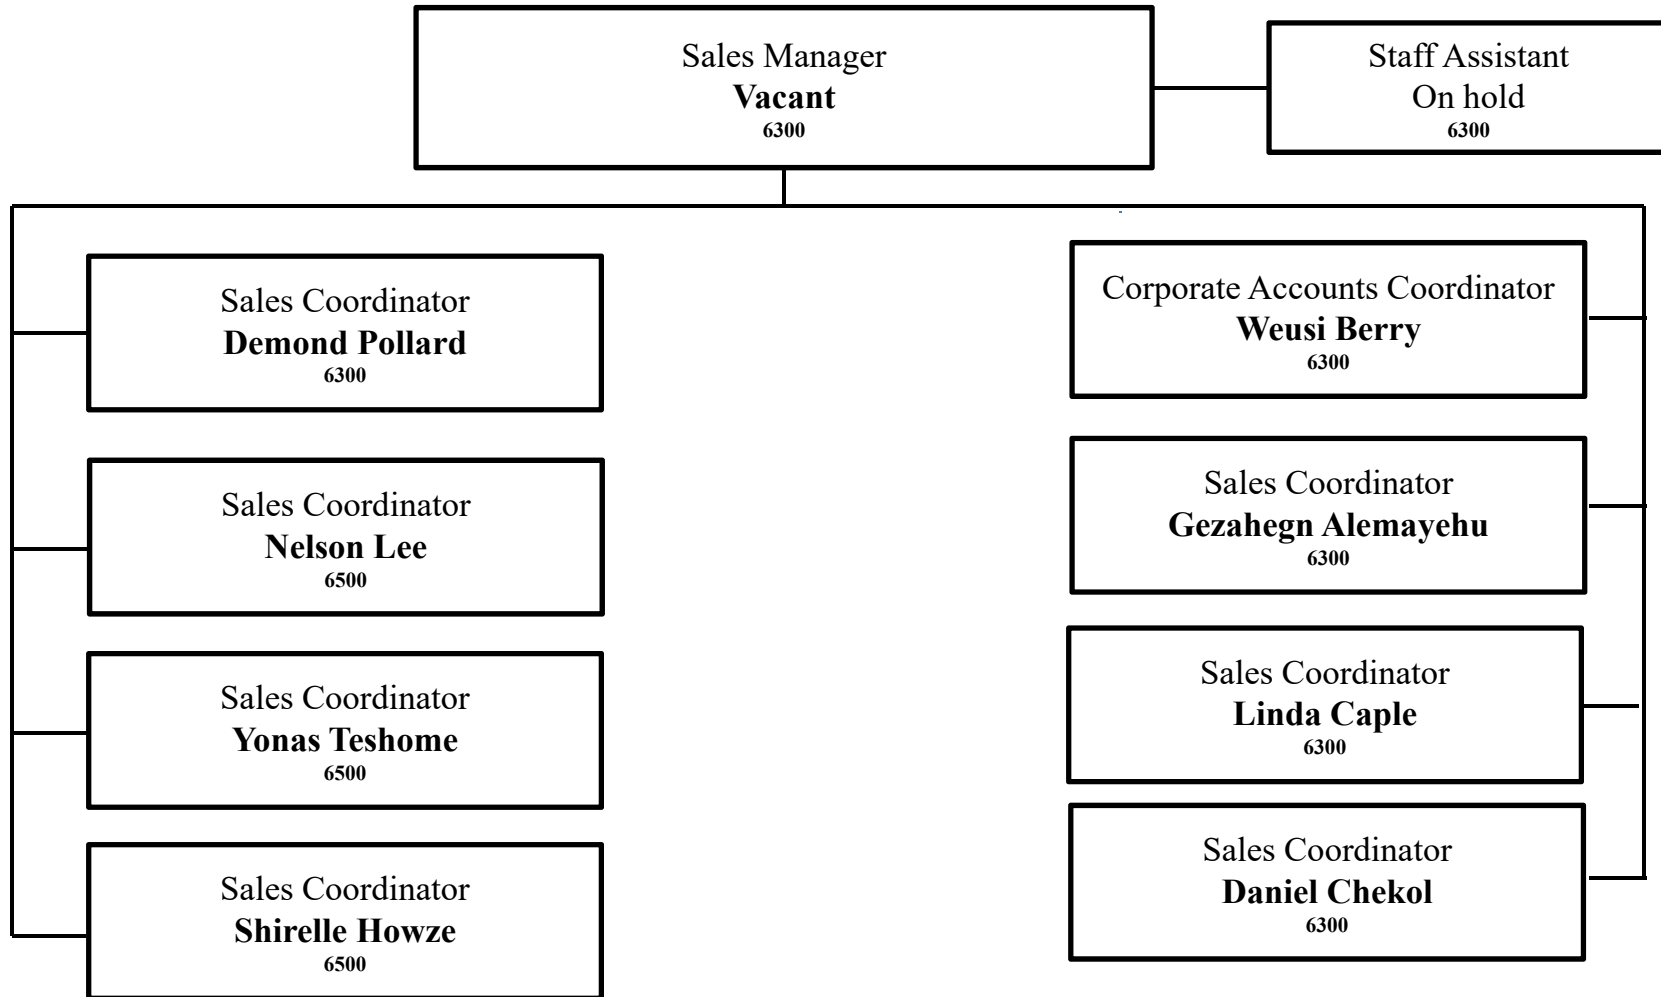 Sales Manager
Vacant
6300
Staff Assistant
On hold
6300
Sales Coordinator
Demond Pollard
6300
Sales Coordinator
Nelson Lee
6500
Sales Coordinator
Yonas Teshome
6500
Sales Coordinator
Shirelle Howze
6500
Corporate Accounts Coordinator
Weusi Berry
6300
Sales Coordinator
Gezahegn Alemayehu
6300
Sales Coordinator
Linda Caple
6300
Sales Coordinator
Daniel Chekol
6300